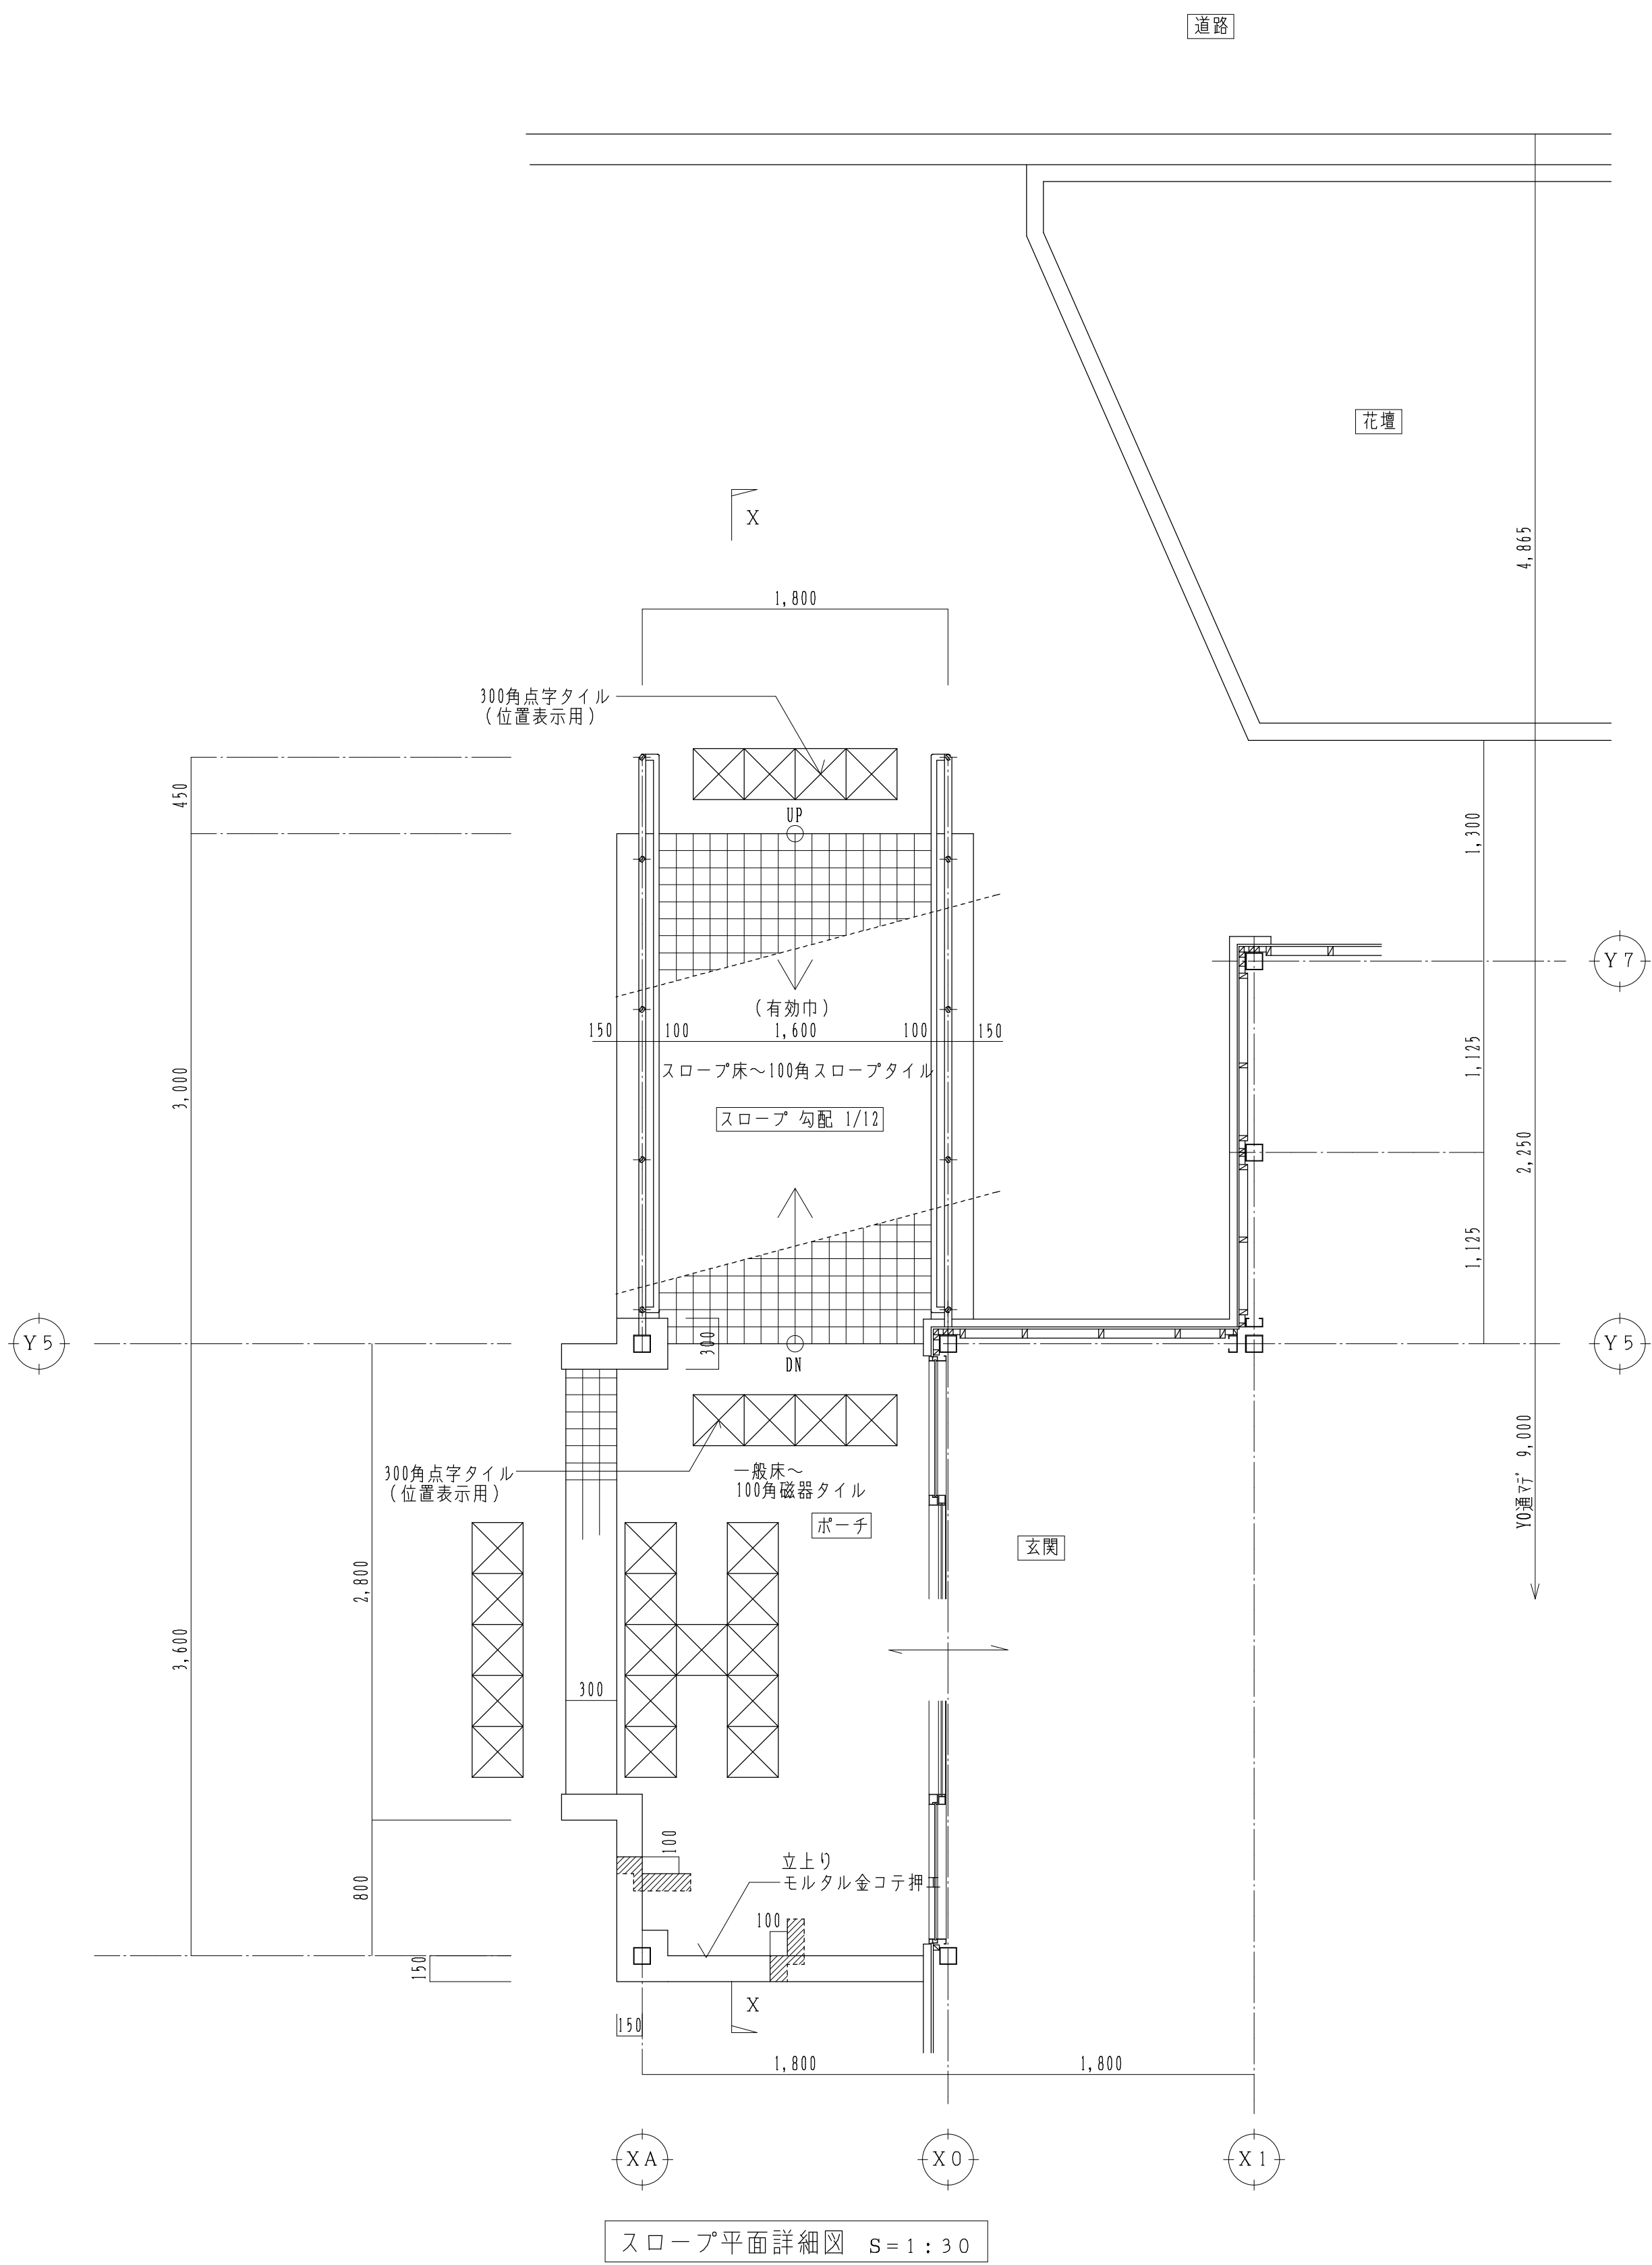 道路
花壇
X
4,865
1,800
300角点字タイル
(位置表示用)
450
UP
1,300
Y7
(有効巾)
150
100
1,600
100
150
スロープ床～100角スロープタイル
3,000
1,125
スロープ 勾配 1/12
2,250
1,125
Y5
300
DN
Y5
300角点字タイル
(位置表示用)
一般床～
100角磁器タイル
ポーチ
玄関
Y0通マデ 9,000
2,800
3,600
300
100
立上り
モルタル金コテ押エ
800
100
150
X
150
1,800
1,800
XA
X0
X1
スロープ平面詳細図 S=1:30